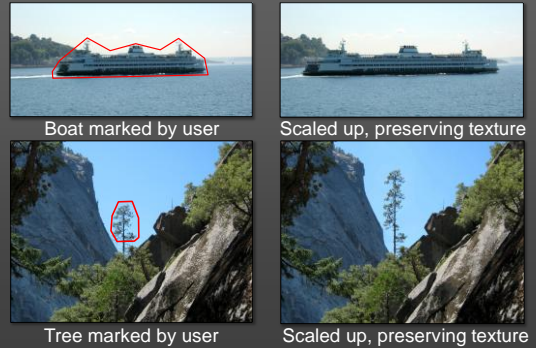 Boat marked by user
Scaled up, preserving texture
Tree marked by user
Scaled up, preserving texture